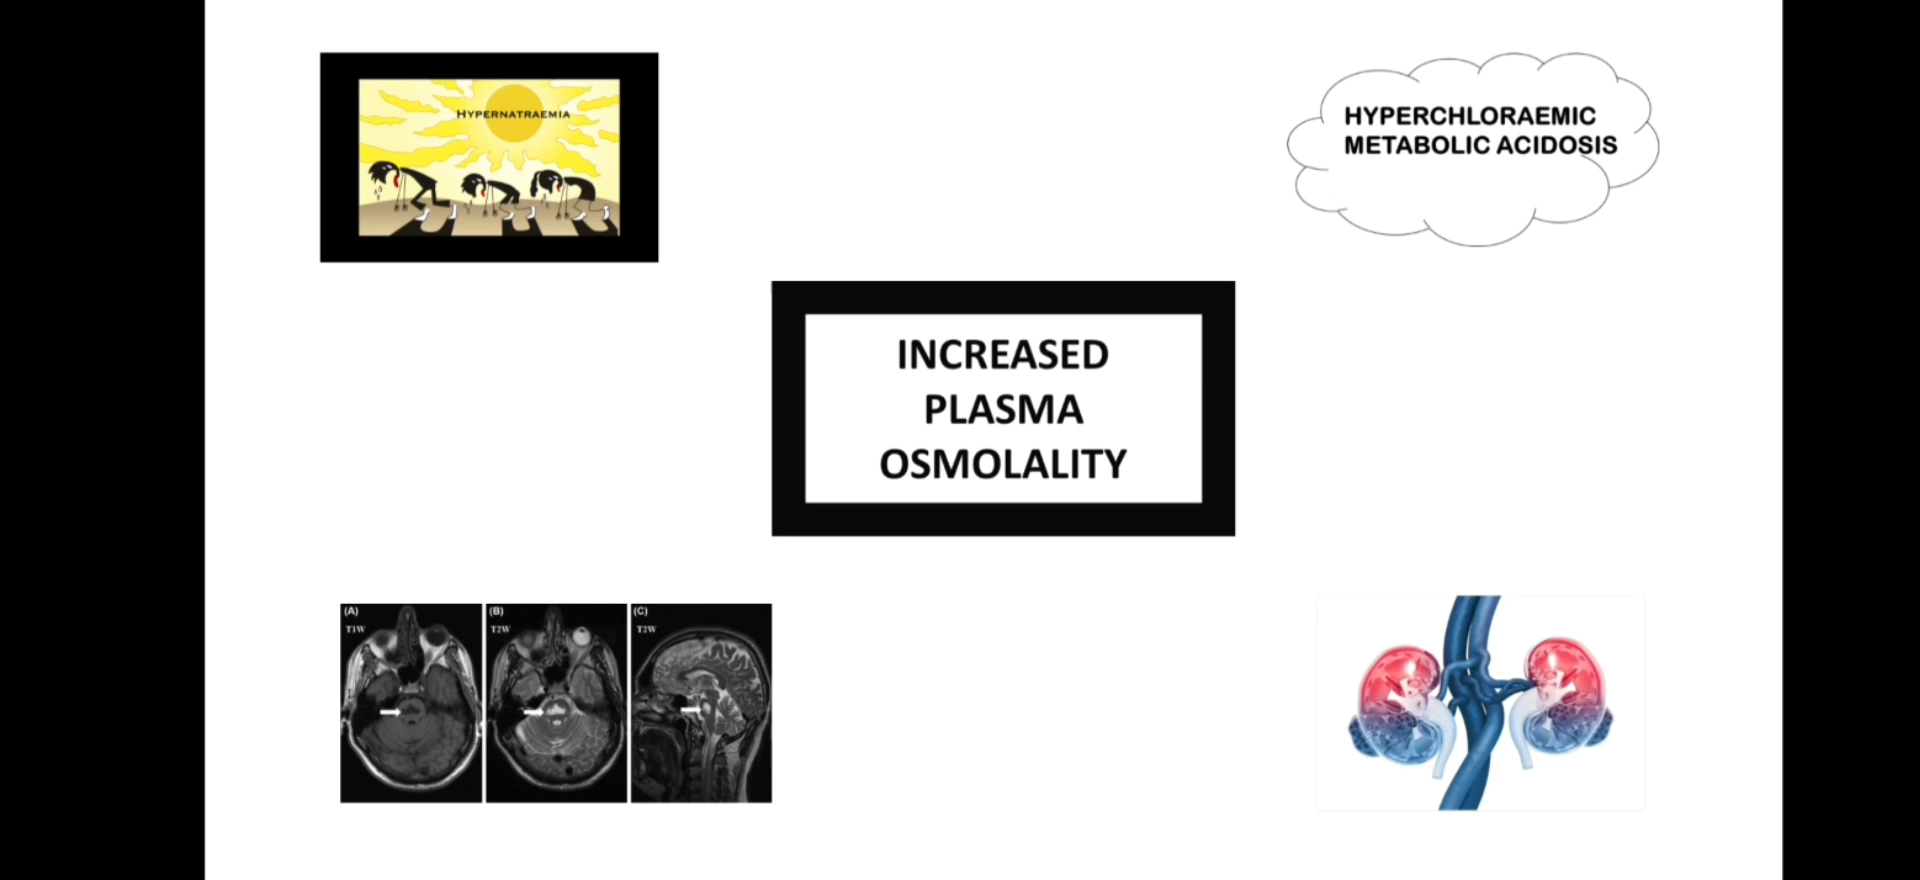 HYPERNATRAEMIA
HYPERCHLORAEMIC
METABOLIC ACIDOSIS
INCREASED
PLASMA
OSMOLALITY
(A)
T1W
(B)
T2W
(C)
T2W